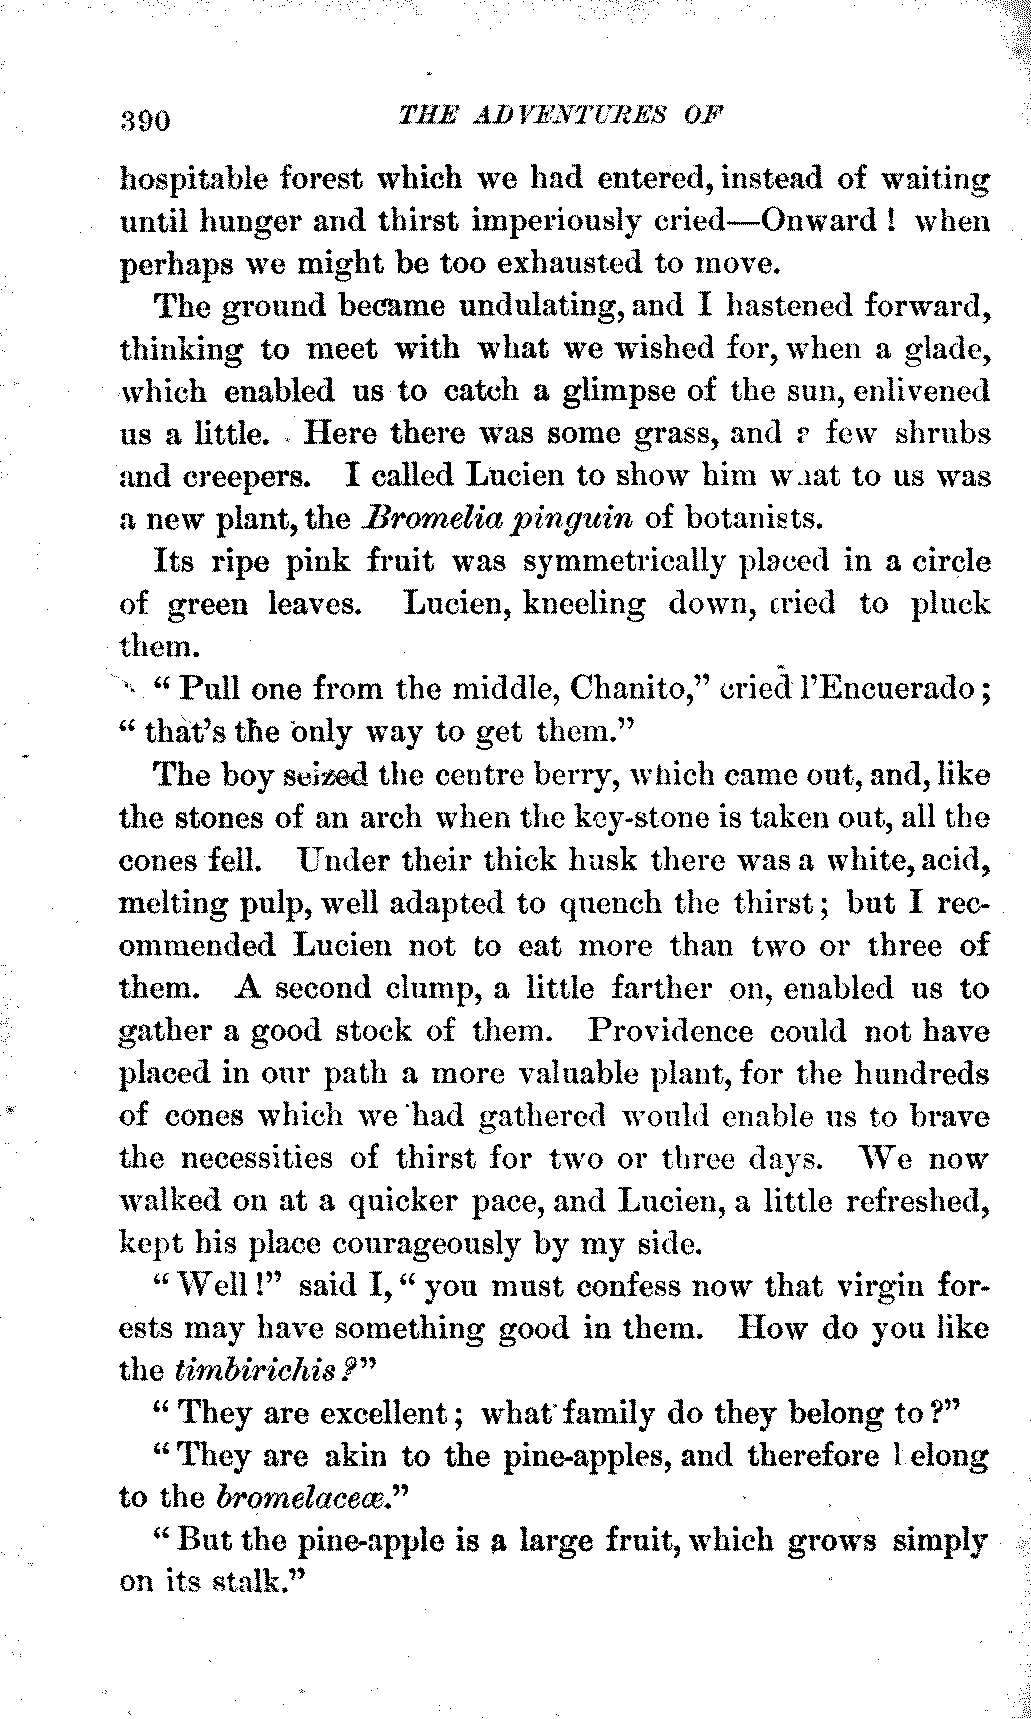 390 THE ADVENTURES OF
hospitable forest which we had entered, instead of waiting
until hunger and thirst imperiously cried—Onward! when
perhaps we might be too exhausted to move.
The ground became undulating, and I hastened forward,
thinking to meet with what we wished for, when a glade,
which enabled us to catch a glimpse of the sun, enlivened
us a little. Here there was some grass, and a few shrubs
and creepers. I called Lucien to show him what to us was
a new plant, the Bromelia pinguin of botanists.
Its ripe pink fruit was symmetrically placed in a circle
of green leaves. Lucien, kneeling down, tried to pluck
them.
"Pull one from the middle, Chanito," cried l'Encuerado;
"that's the only way to get them."
The boy seized the centre berry, which came out, and, like
the stones of an arch when the key-stone is taken out, all the
cones fell. Under their thick husk there was a white, acid,
melting pulp, well adapted to quench the thirst; but I rec-
ommended Lucien not to eat more than two or three of
them. A second clump, a little farther on, enabled us to
gather a good stock of them. Providence could not have
placed in our path a more valuable plant, for the hundreds
of cones which we had gathered would enable us to brave
the necessities of thirst for two or three days. We now
walked on at a quicker pace, and Lucien, a little refreshed,
kept his place courageously by my side.
"Well!" said I, "you must confess now that virgin for-
ests may have something good in them. How do you like
the timbirichis?"
"They are excellent; what family do they belong to?"
"They are akin to the pine-apples, and therefore belong
to the bromelaceæ."
"But the pine-apple is a large fruit, which grows simply
on its stalk."